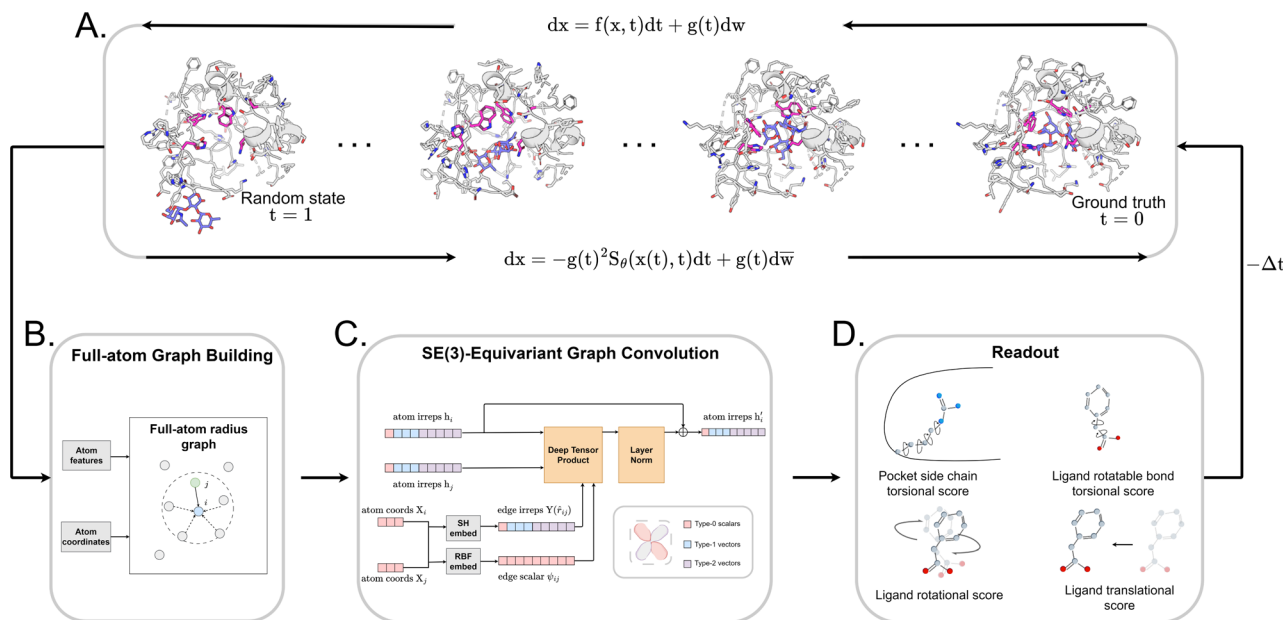 A.
dx = f(x, t)dt + g(t)dw
...
...
...
Random state
t = 1
Ground truth
t = 0
dx = −g(t)²S_θ(x(t), t)dt + g(t)dw̅
−Δt
B.
Full-atom Graph Building
Atom
features
Atom
coordinates
Full-atom radius
graph
j
i
C.
SE(3)-Equivariant Graph Convolution
atom irreps h_i
atom irreps h'_i
Deep Tensor
Product
Layer
Norm
atom irreps h_j
atom coords X_i
SH
embed
edge irreps Y(r̂_ij)
RBF
embed
atom coords X_j
edge scalar ψ_ij
Type-0 scalars
Type-1 vectors
Type-2 vectors
D.
Readout
Pocket side chain
torsional score
Ligand rotatable bond
torsional score
Ligand rotational score
Ligand translational
score